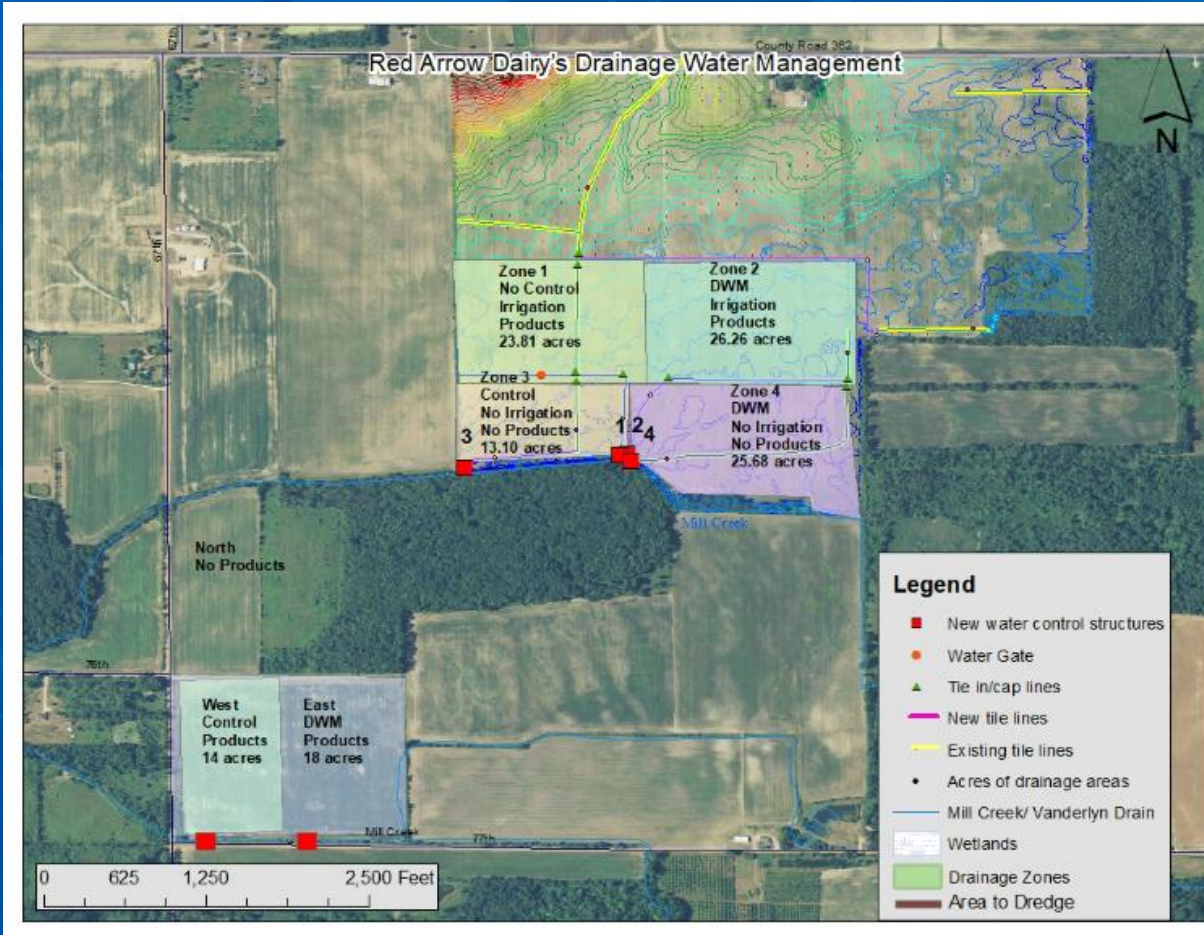 67th
County Road 362
Red Arrow Dairy's Drainage Water Management
N
Zone 1
No Control
Irrigation
Products
23.81 acres
Zone 2
DWM
Irrigation
Products
26.26 acres
Zone 3
Control
No Irrigation
No Products
13.10 acres
3
1 2
4
Zone 4
DWM
No Irrigation
No Products
25.68 acres
Mill Creek
North
No Products
West
Control
Products
14 acres
East
DWM
Products
18 acres
Mill Creek
77th
0 625 1,250 2,500 Feet
Legend
New water control structures
Water Gate
Tie in/cap lines
New tile lines
Existing tile lines
Acres of drainage areas
Mill Creek/ Vanderlyn Drain
Wetlands
Drainage Zones
Area to Dredge